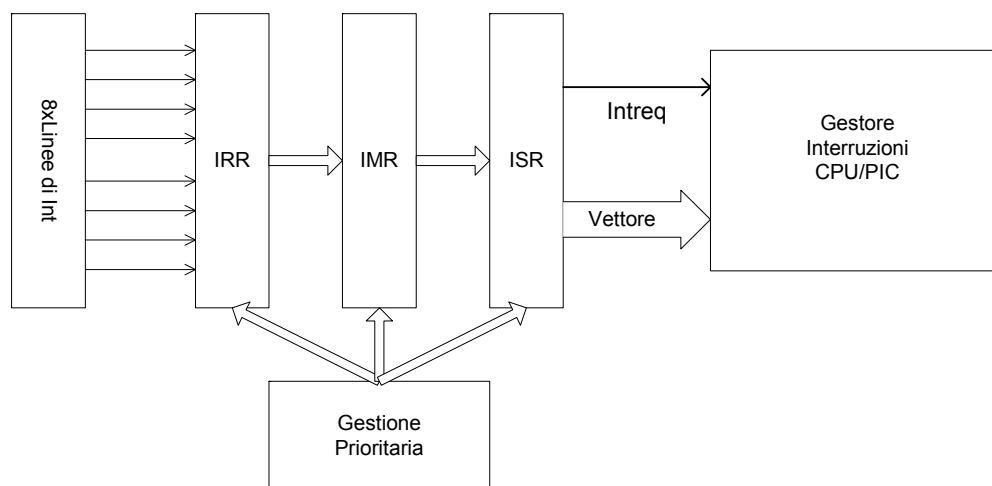 8xLinee di Int
IRR
IMR
ISR
Intreq
Vettore
Gestore
Interruzioni
CPU/PIC
Gestione
Prioritaria